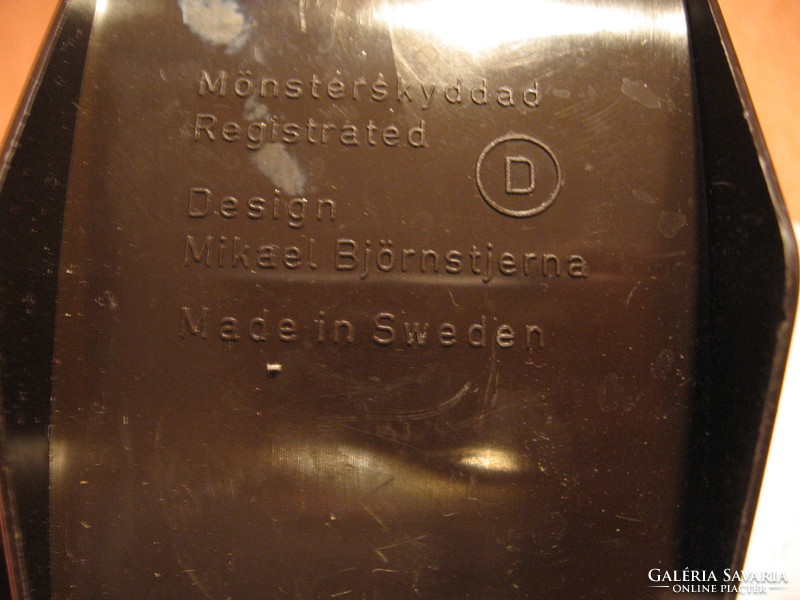 Mönsterskyddad
Registrated
D
Design
Mikael Björnstjerna
Made in Sweden
GALÉRIA SAVARIA
ONLINE PIACTÉR